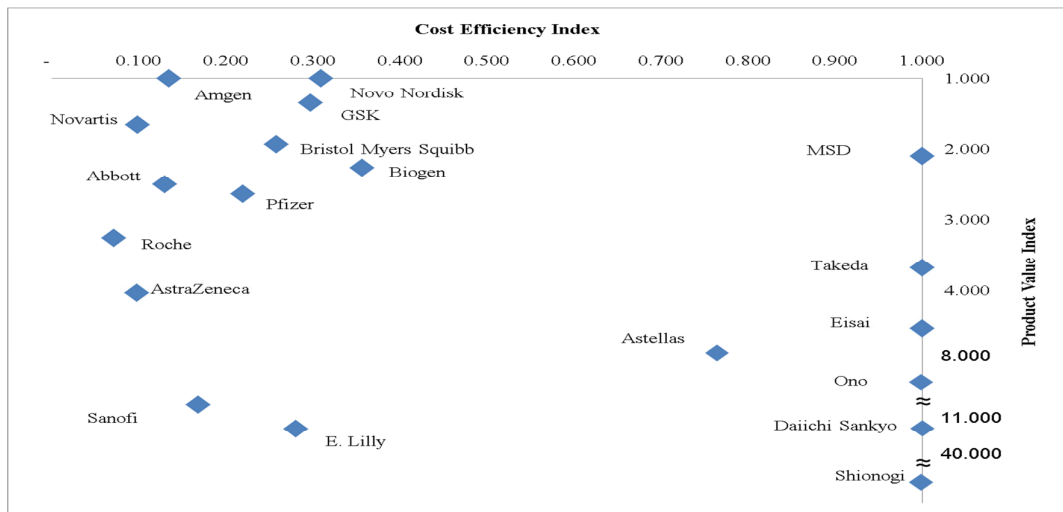 Cost Efficiency Index
- 0.100 0.200 0.300 0.400 0.500 0.600 0.700 0.800 0.900 1.000
1.000
Amgen
Novo Nordisk
GSK
Novartis
Bristol Myers Squibb
MSD
2.000
Abbott
Biogen
Pfizer
3.000
Roche
Takeda
AstraZeneca
4.000
Eisai
Astellas
8.000
Ono
Sanofi
11.000
E. Lilly
Daiichi Sankyo
40.000
Shionogi
Product Value Index